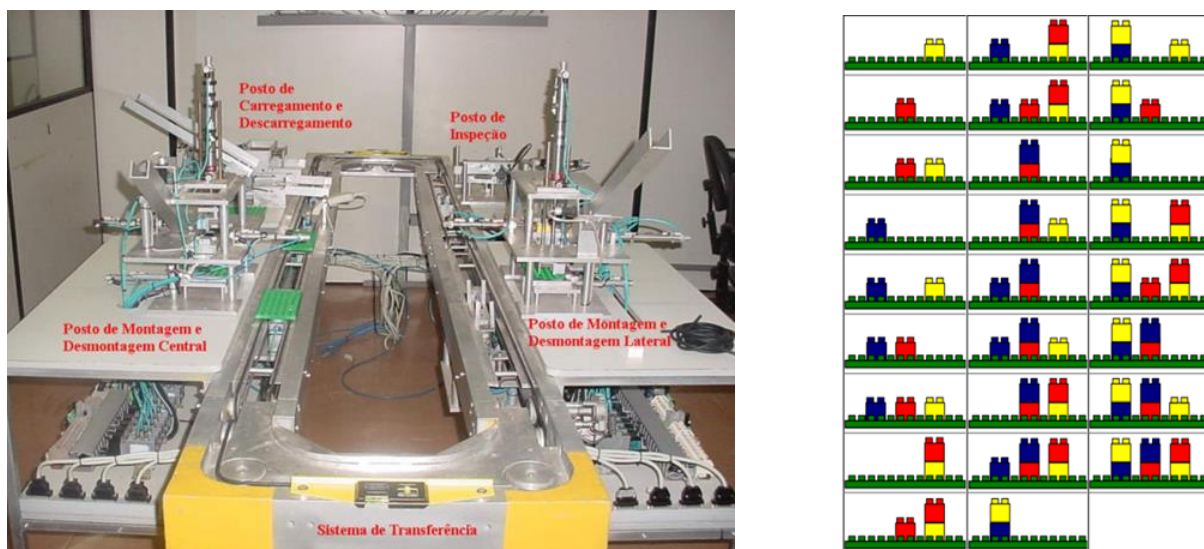 Posto de
Carregamento e
Descarregamento
Posto de
Inspeção
Posto de Montagem e
Desmontagem Central
Posto de Montagem e
Desmontagem Lateral
Sistema de Transferência